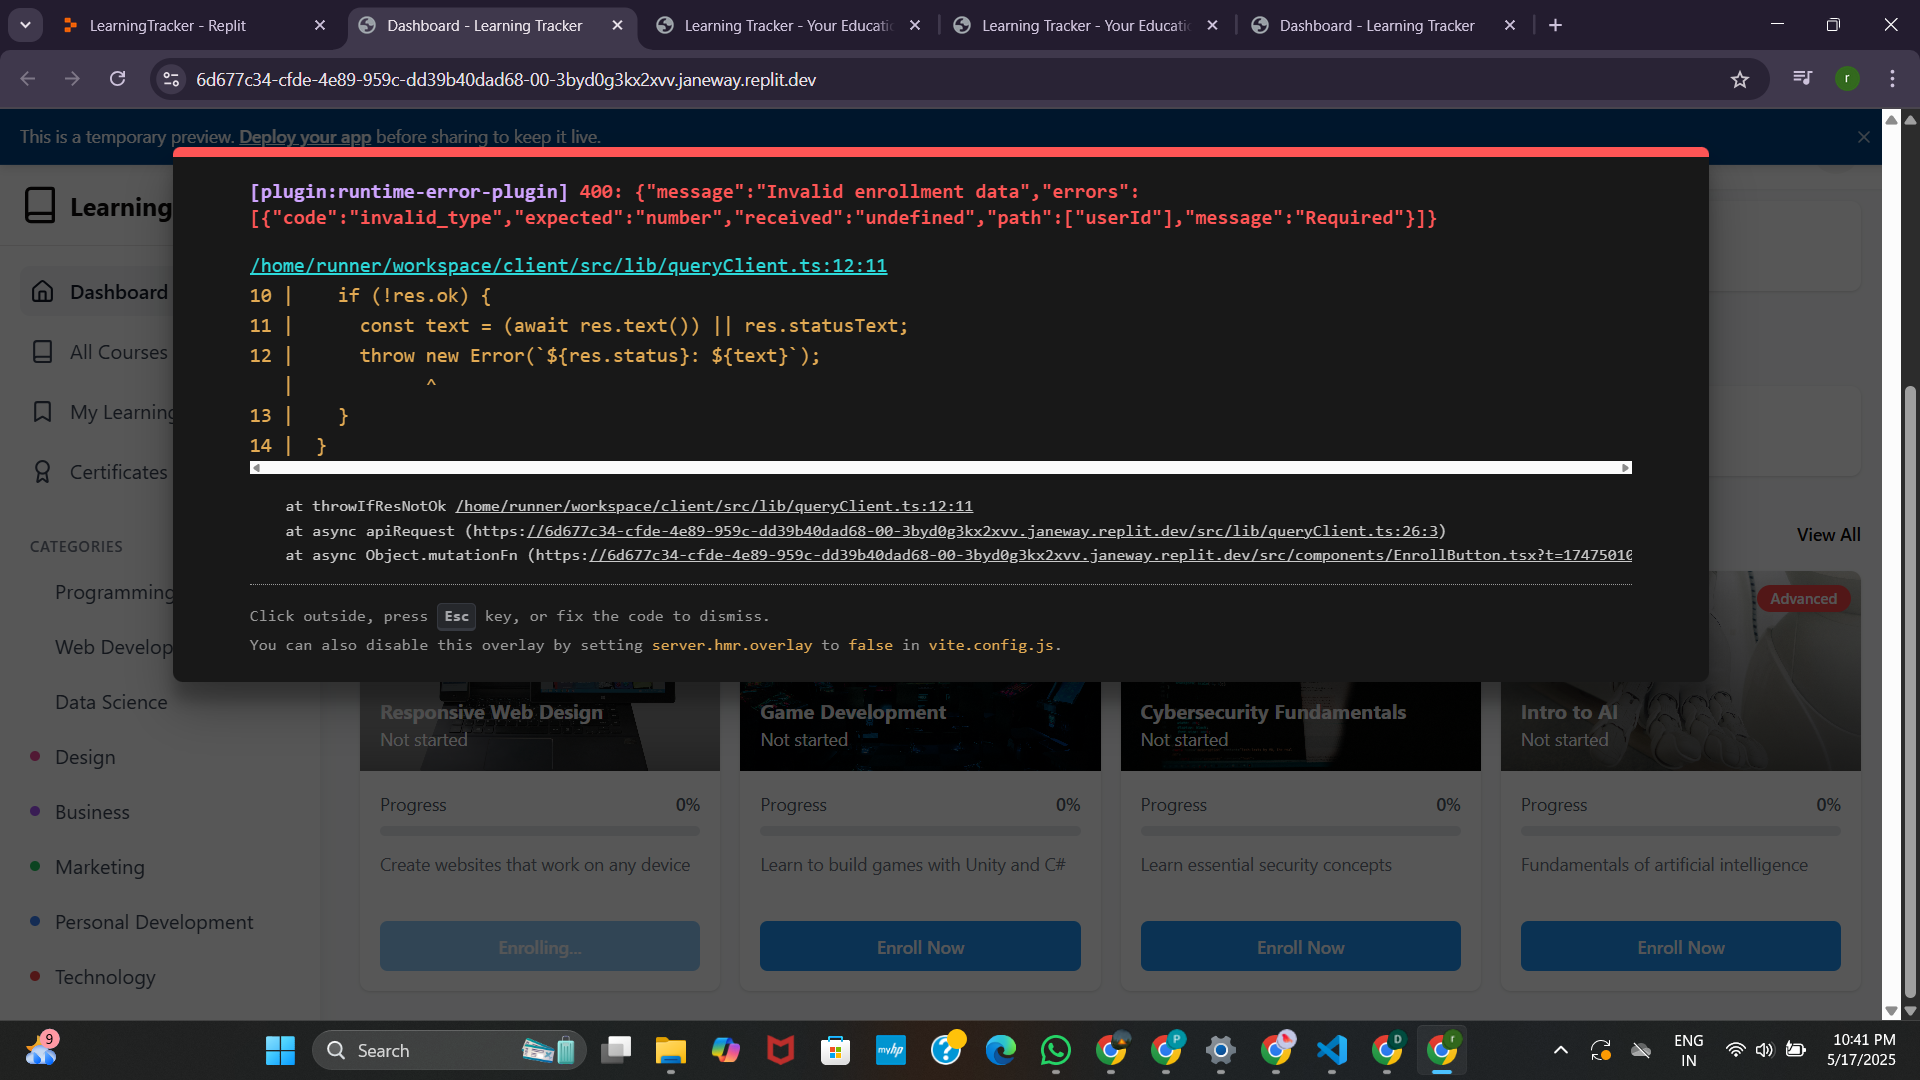 LearningTracker - Replit
Dashboard - Learning Tracker
Learning Tracker - Your Educati
Learning Tracker - Your Educati
Dashboard - Learning Tracker
6d677c34-cfde-4e89-959c-dd39b40dad68-00-3byd0g3kx2xvv.janeway.replit.dev
r
This is a temporary preview. Deploy your app before sharing to keep it live.
Learning
Dashboard
All Courses
My Learning
Certificates
CATEGORIES
Programming
Web Develop
Data Science
Design
Business
Marketing
Personal Development
Technology
[plugin:runtime-error-plugin] 400: {"message":"Invalid enrollment data","errors":
[{"code":"invalid_type","expected":"number","received":"undefined","path":["userId"],"message":"Required"}]}
/home/runner/workspace/client/src/lib/queryClient.ts:12:11
10 |    if (!res.ok) {
11 |      const text = (await res.text()) || res.statusText;
12 |      throw new Error(`${res.status}: ${text}`);
   |            ^
13 |    }
14 |  }
at throwIfResNotOk /home/runner/workspace/client/src/lib/queryClient.ts:12:11
at async apiRequest (https://6d677c34-cfde-4e89-959c-dd39b40dad68-00-3byd0g3kx2xvv.janeway.replit.dev/src/lib/queryClient.ts:26:3)
at async Object.mutationFn (https://6d677c34-cfde-4e89-959c-dd39b40dad68-00-3byd0g3kx2xvv.janeway.replit.dev/src/components/EnrollButton.tsx?t=17475010
Click outside, press Esc key, or fix the code to dismiss.
You can also disable this overlay by setting server.hmr.overlay to false in vite.config.js.
View All
Advanced
Responsive Web Design
Not started
Progress 0%
Create websites that work on any device
Enrolling...
Game Development
Not started
Progress 0%
Learn to build games with Unity and C#
Enroll Now
Cybersecurity Fundamentals
Not started
Progress 0%
Learn essential security concepts
Enroll Now
Intro to AI
Not started
Progress 0%
Fundamentals of artificial intelligence
Enroll Now
9
Search
myhp
P
D
r
ENG
IN
10:41 PM
5/17/2025